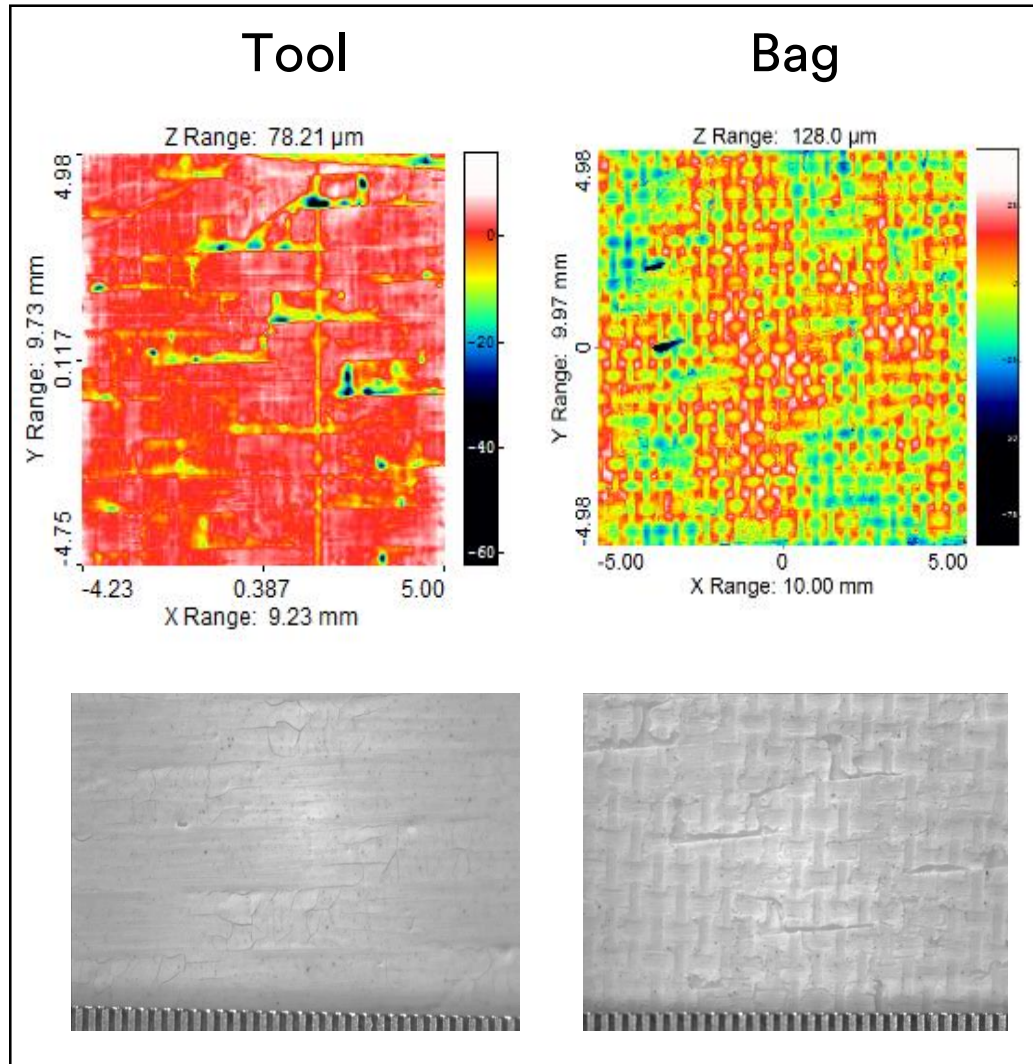 Tool
Bag
Z Range: 78.21 µm
4.98
0.117
-4.75
Y Range: 9.73 mm
0
-20
-40
-60
-4.23 0.387 5.00
X Range: 9.23 mm
Z Range: 128.0 µm
4.98
0
-4.98
Y Range: 9.97 mm
-5.00 0 5.00
X Range: 10.00 mm